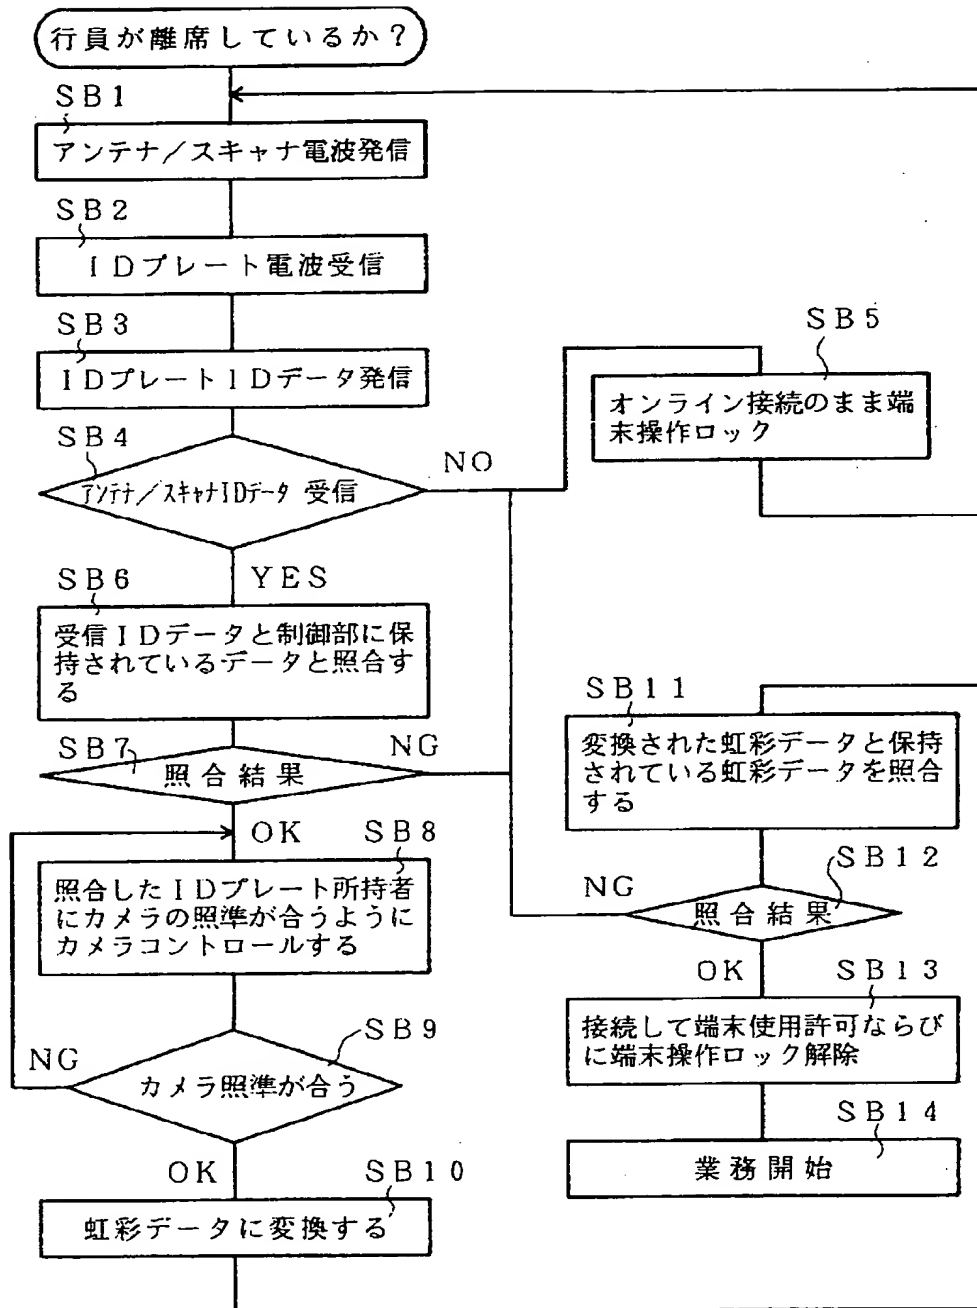 行員が離席しているか？
SB1
アンテナ／スキャナ電波発信
SB2
IDプレート電波受信
SB3
IDプレートIDデータ発信
SB4
アンテナ／スキャナIDデータ 受信
NO
SB5
オンライン接続のまま端
末操作ロック
YES
SB6
受信IDデータと制御部に保
持されているデータと照合す
る
SB7
照合結果
NG
OK
SB8
照合したIDプレート所持者
にカメラの照準が合うように
カメラコントロールする
SB9
カメラ照準が合う
NG
OK
SB10
虹彩データに変換する
SB11
変換された虹彩データと保持
されている虹彩データを照合
する
SB12
照合結果
NG
OK
SB13
接続して端末使用許可ならび
に端末操作ロック解除
SB14
業務開始